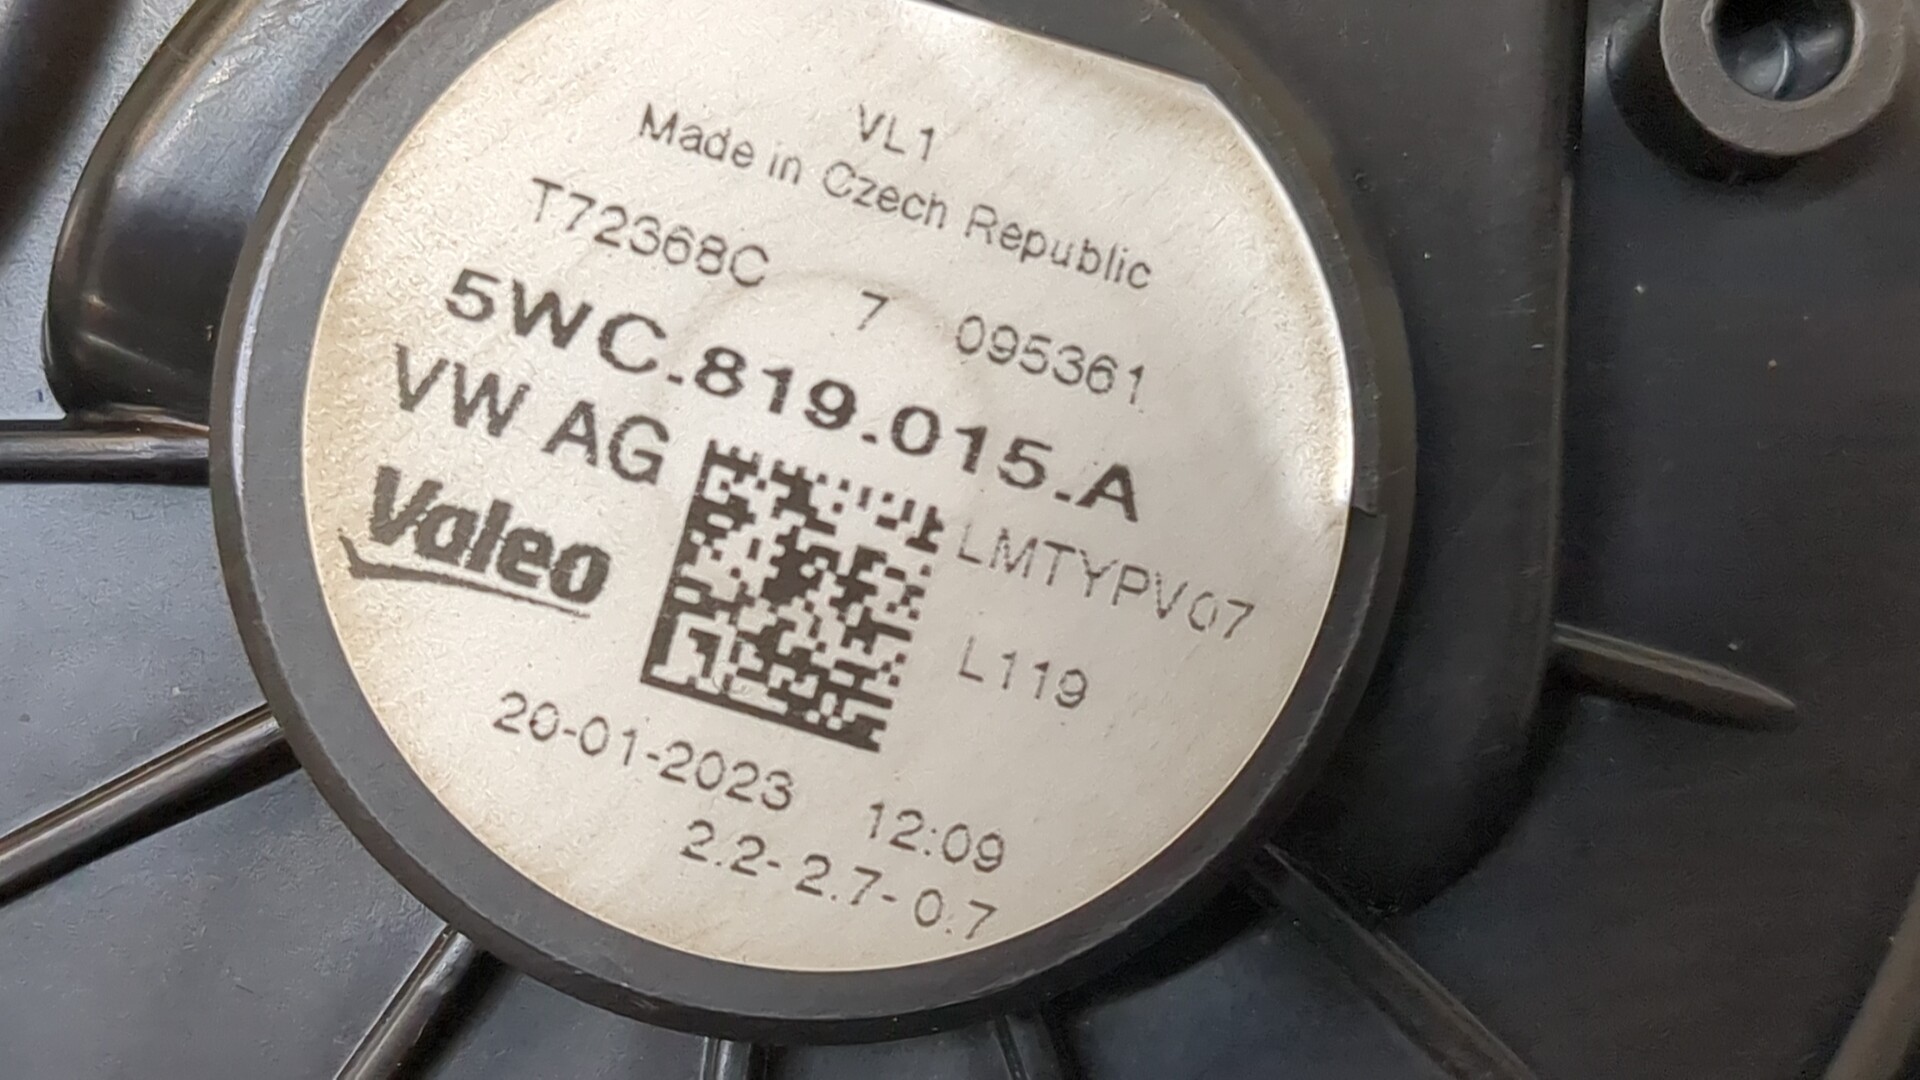 VL1
Made in Czech Republic
T72368C 7 095361
5WC.819.015.A
VW AG
Valeo
LMTYPV07
L119
20-01-2023 12:09
2.2- 2.7- 0.7